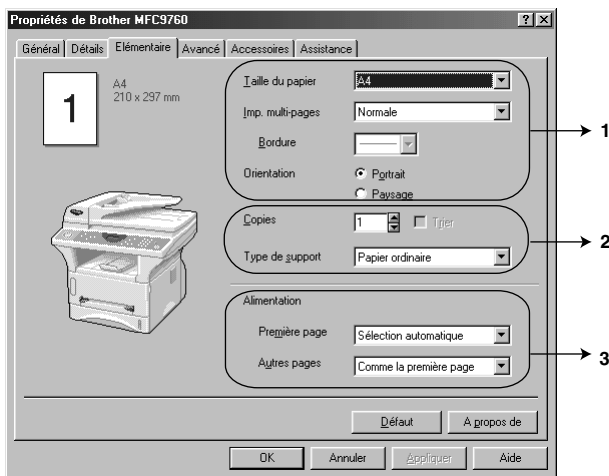 Propriétés de Brother MFC9760
Général Détails Elémentaire Avancé Accessoires Assistance
1
A4
210 x 297 mm
Taille du papier A4
Imp. multi-pages Normale
Bordure
Orientation Portrait
Paysage
1
Copies 1 Trier
Type de support Papier ordinaire
2
Alimentation
Première page Sélection automatique
Autres pages Comme la première page
3
Défaut A propos de
OK Annuler Appliquer Aide